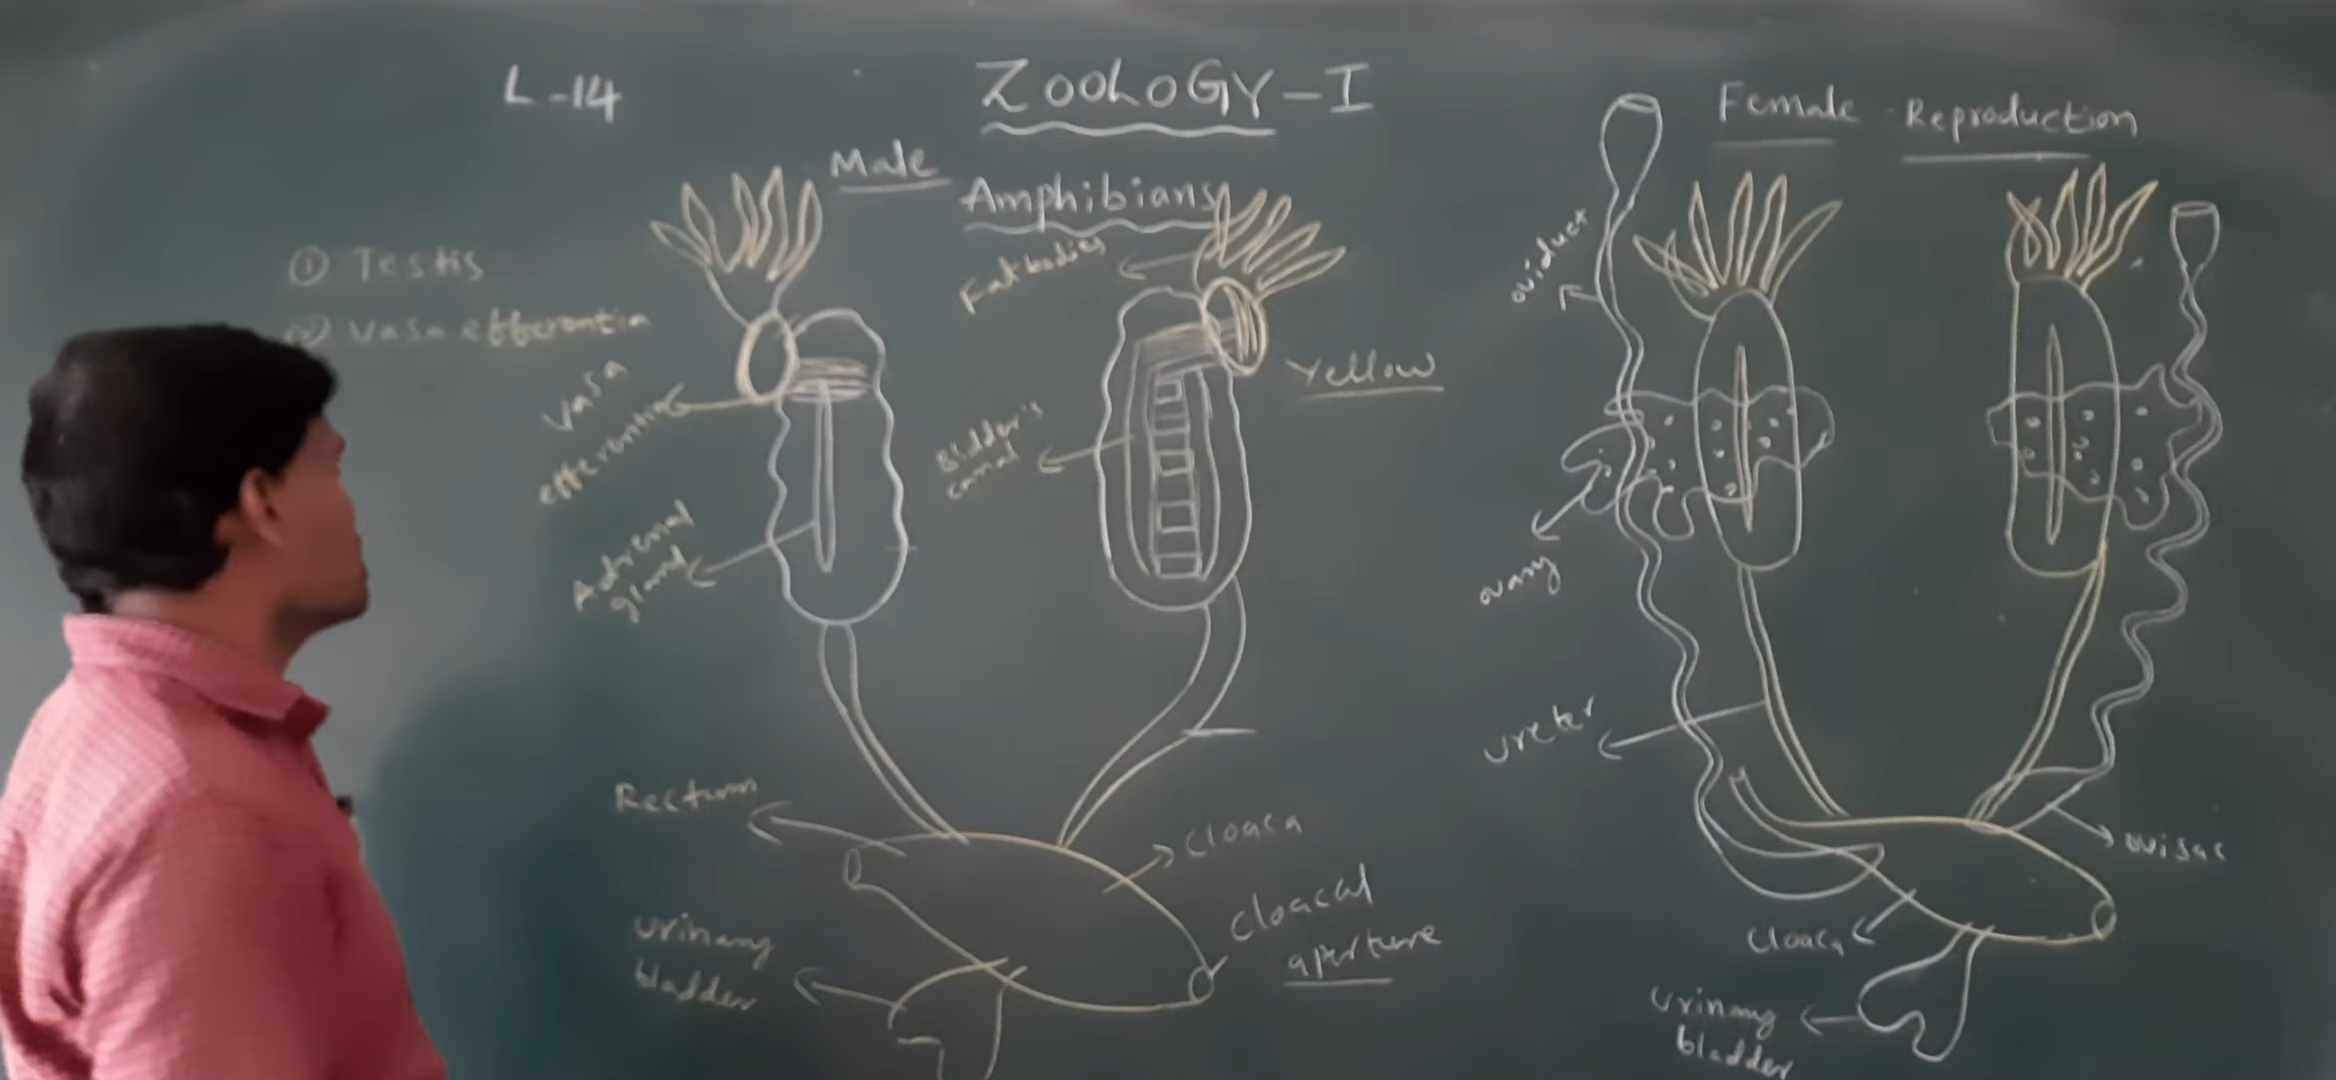 L-14
ZOOLOGY-I
Male
Amphibians
① Testis
② Vasa efferentia
Vasa
efferentia
Adrenal
gland
Fat bodies
Bidder's
canal
Yellow
Rectum
Cloaca
Cloacal
aperture
urinary
bladder
Female Reproduction
oviduct
ovary
ureter
ovisac
Cloaca
Urinary
bladder